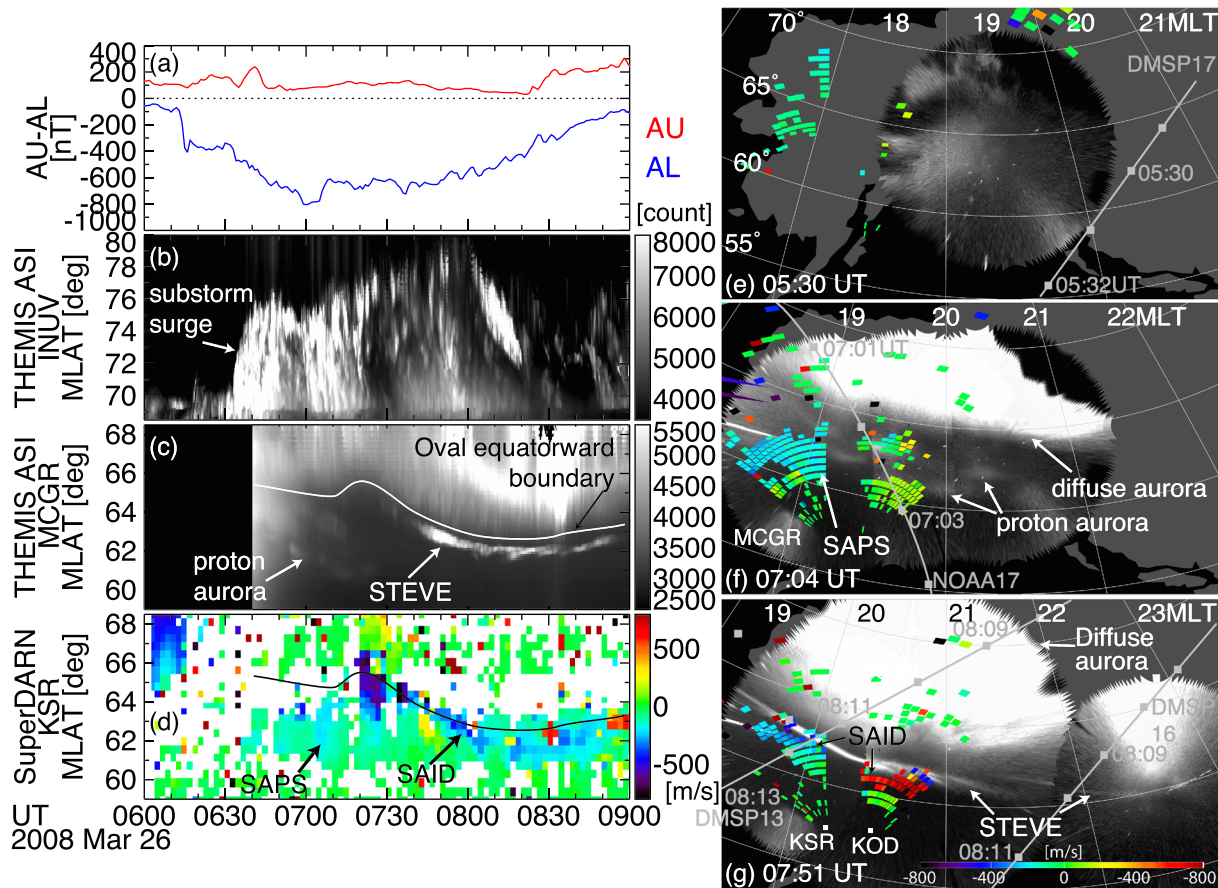 (a)
400
200
0
-200
-400
-600
-800
-1000
AU-AL
[nT]
AU
AL
[count]
(b)
80
78
76
74
72
70
THEMIS ASI
INUV
MLAT [deg]
substorm
surge
8000
7000
6000
5000
4000
(c)
68
66
64
62
60
THEMIS ASI
MCGR
MLAT [deg]
Oval equatorward
boundary
proton
aurora
STEVE
5500
5000
4500
4000
3500
3000
2500
(d)
68
66
64
62
60
SuperDARN
KSR
MLAT [deg]
SAPS
SAID
500
0
-500
[m/s]
UT
0600 0630 0700 0730 0800 0830 0900
2008 Mar 26
70° 18 19 20 21MLT
65°
60°
55°
DMSP17
05:30
05:32UT
(e) 05:30 UT
19 20 21 22MLT
07:01UT
diffuse aurora
proton aurora
MCGR
SAPS
07:03
NOAA17
(f) 07:04 UT
19 20 21 22 23MLT
08:09
Diffuse
aurora
08:11
SAID
DMSP
16
08:09
STEVE
08:13
DMSP13
KSR
KOD
08:11
[m/s]
-800 -400 0 -400 -800
(g) 07:51 UT